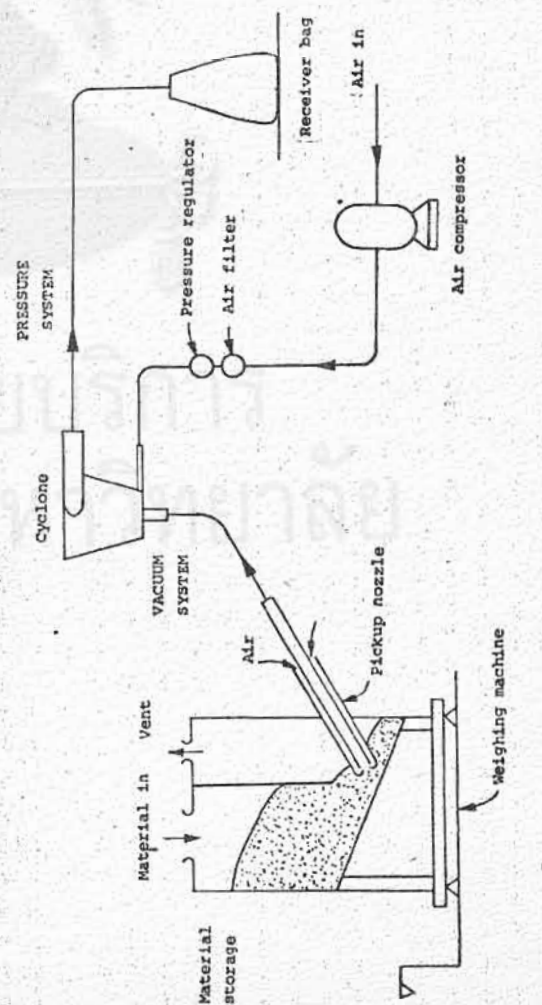 Receiver bag
Air in
Pressure regulator
Air filter
Air compressor
PRESSURE
SYSTEM
Cyclone
VACUUM
SYSTEM
Air
Pickup nozzle
Vent
Material in
Weighing machine
Material
storage